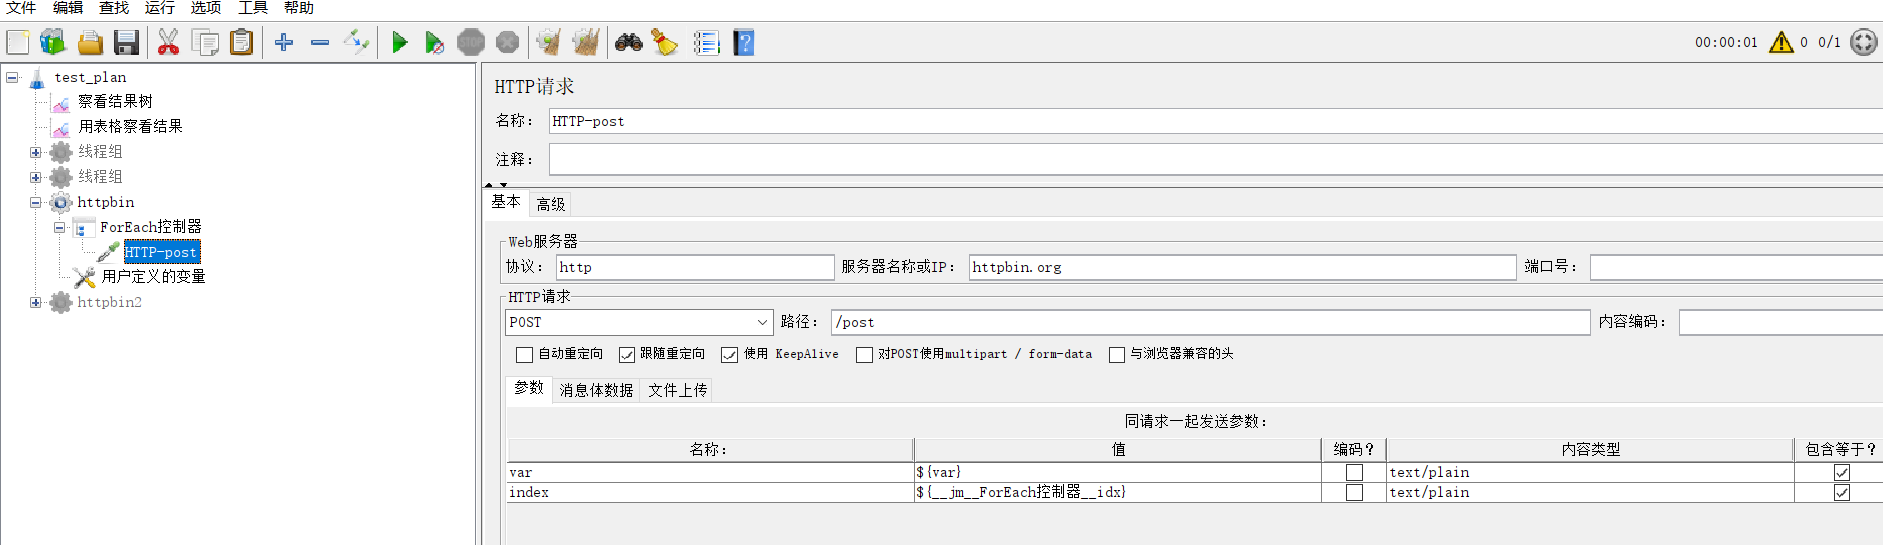 文件 编辑 查找 运行 选项 工具 帮助
STOP
00:00:01 0 0/1
test_plan
察看结果树
用表格察看结果
线程组
线程组
httpbin
ForEach控制器
HTTP-post
用户定义的变量
httpbin2
HTTP请求
名称： HTTP-post
注释：
基本 高级
Web服务器
协议： http 服务器名称或IP： httpbin.org 端口号：
HTTP请求
POST 路径： /post 内容编码：
自动重定向 跟随重定向 使用 KeepAlive 对POST使用multipart / form-data 与浏览器兼容的头
参数 消息体数据 文件上传
同请求一起发送参数：
名称： 值 编码？ 内容类型 包含等于？
var ${var} text/plain
index ${__jm__ForEach控制器__idx} text/plain